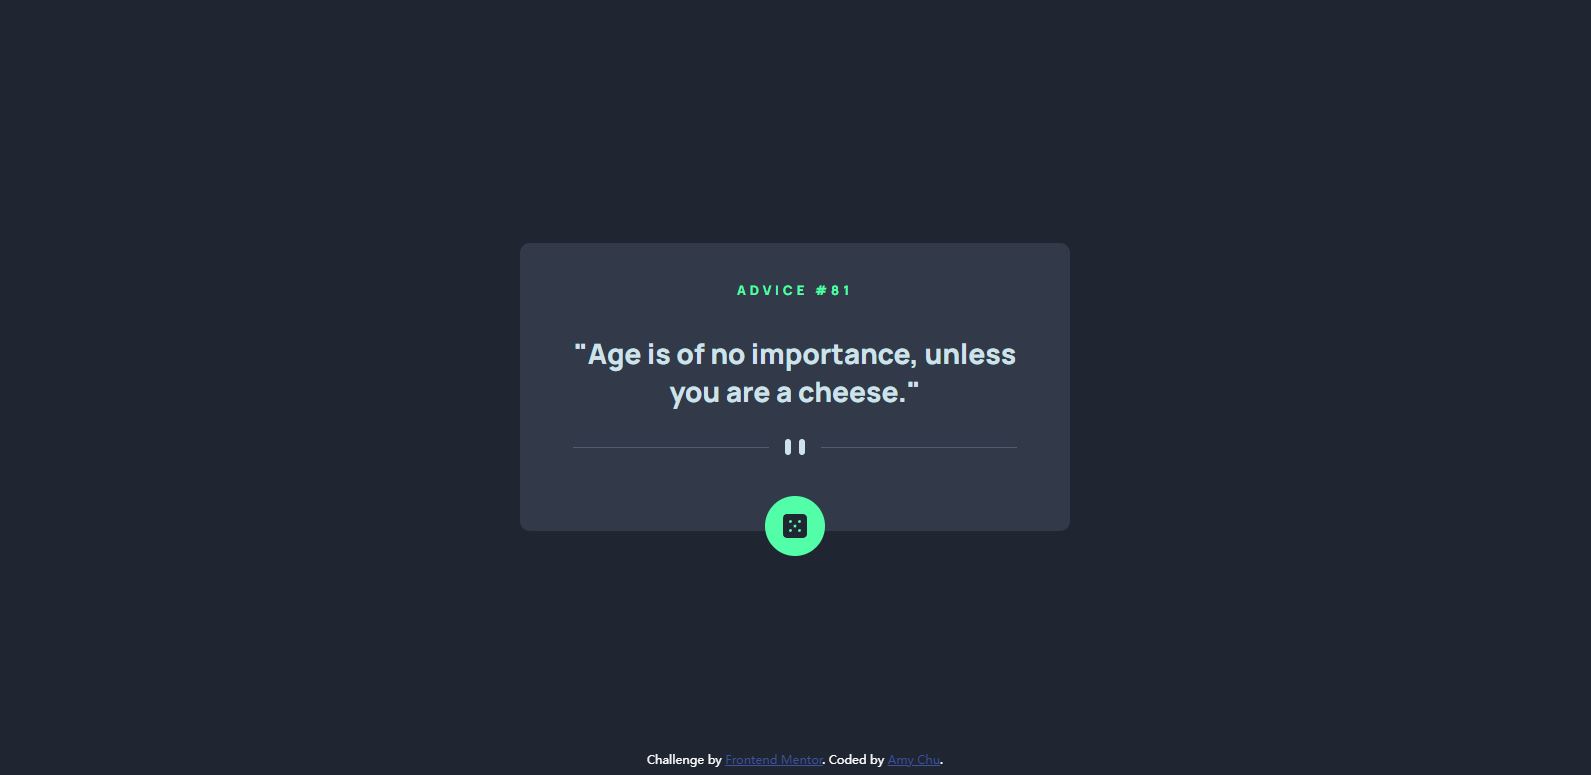 ADVICE #81
"Age is of no importance, unless
you are a cheese."
Challenge by Frontend Mentor. Coded by Amy Chu.